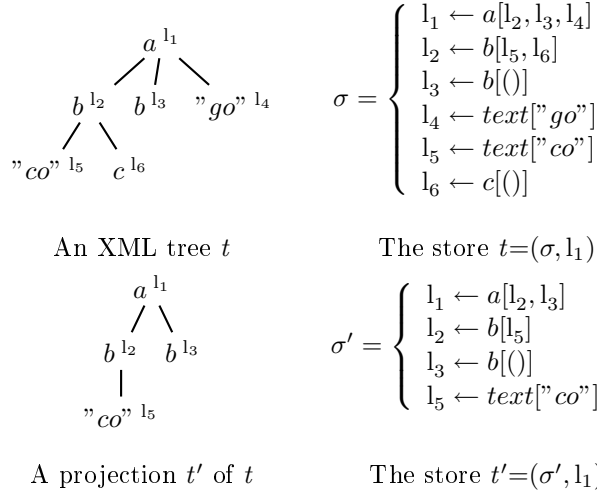 a l₁
b l₂ b l₃ "go" l₄
"co" l₅ c l₆
σ = {
l₁ ← a[l₂, l₃, l₄]
l₂ ← b[l₅, l₆]
l₃ ← b[()]
l₄ ← text["go"]
l₅ ← text["co"]
l₆ ← c[()]
An XML tree t
The store t=(σ, l₁)
a l₁
b l₂ b l₃
"co" l₅
σ′ = {
l₁ ← a[l₂, l₃]
l₂ ← b[l₅]
l₃ ← b[()]
l₅ ← text["co"]
A projection t′ of t
The store t′=(σ′, l₁)